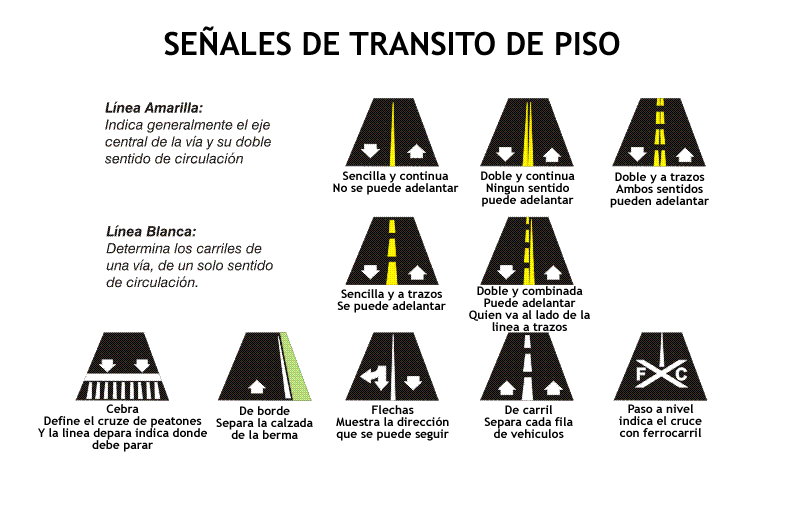 SEÑALES DE TRANSITO DE PISO
Línea Amarilla:
Indica generalmente el eje
central de la vía y su doble
sentido de circulación
Sencilla y continua
No se puede adelantar
Doble y continua
Ningun sentido
puede adelantar
Doble y a trazos
Ambos sentidos
pueden adelantar
Línea Blanca:
Determina los carriles de
una vía, de un solo sentido
de circulación.
Sencilla y a trazos
Se puede adelantar
Doble y combinada
Puede adelantar
Quien va al lado de la
linea a trazos
Cebra
Define el cruze de peatones
Y la línea depara indica donde
debe parar
De borde
Separa la calzada
de la berma
Flechas
Muestra la dirección
que se puede seguir
De carril
Separa cada fila
de vehiculos
F C
Paso a nivel
indica el cruce
con ferrocarril